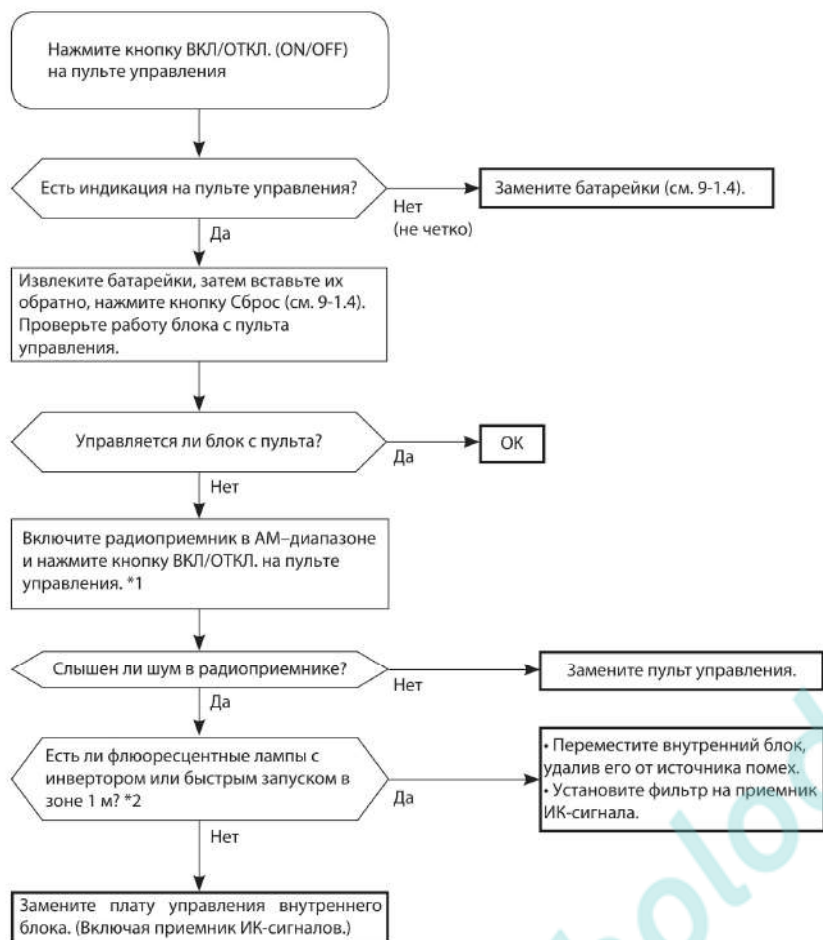 Нажмите кнопку ВКЛ/ОТКЛ. (ON/OFF)
на пульте управления
Есть индикация на пульте управления?
Нет
(не четко)
Замените батарейки (см. 9-1.4).
Да
Извлеките батарейки, затем вставьте их
обратно, нажмите кнопку Сброс (см. 9-1.4).
Проверьте работу блока с пульта
управления.
Управляется ли блок с пульта?
Да
OK
Нет
Включите радиоприемник в АМ–диапазоне
и нажмите кнопку ВКЛ/ОТКЛ. на пульте
управления. *1
Слышен ли шум в радиоприемнике?
Нет
Замените пульт управления.
Да
Есть ли флюоресцентные лампы с
инвертором или быстрым запуском в
зоне 1 м? *2
Да
• Переместите внутренний блок,
удалив его от источника помех.
• Установите фильтр на приемник
ИК-сигнала.
Нет
Замените плату управления внутреннего
блока. (Включая приемник ИК-сигналов.)